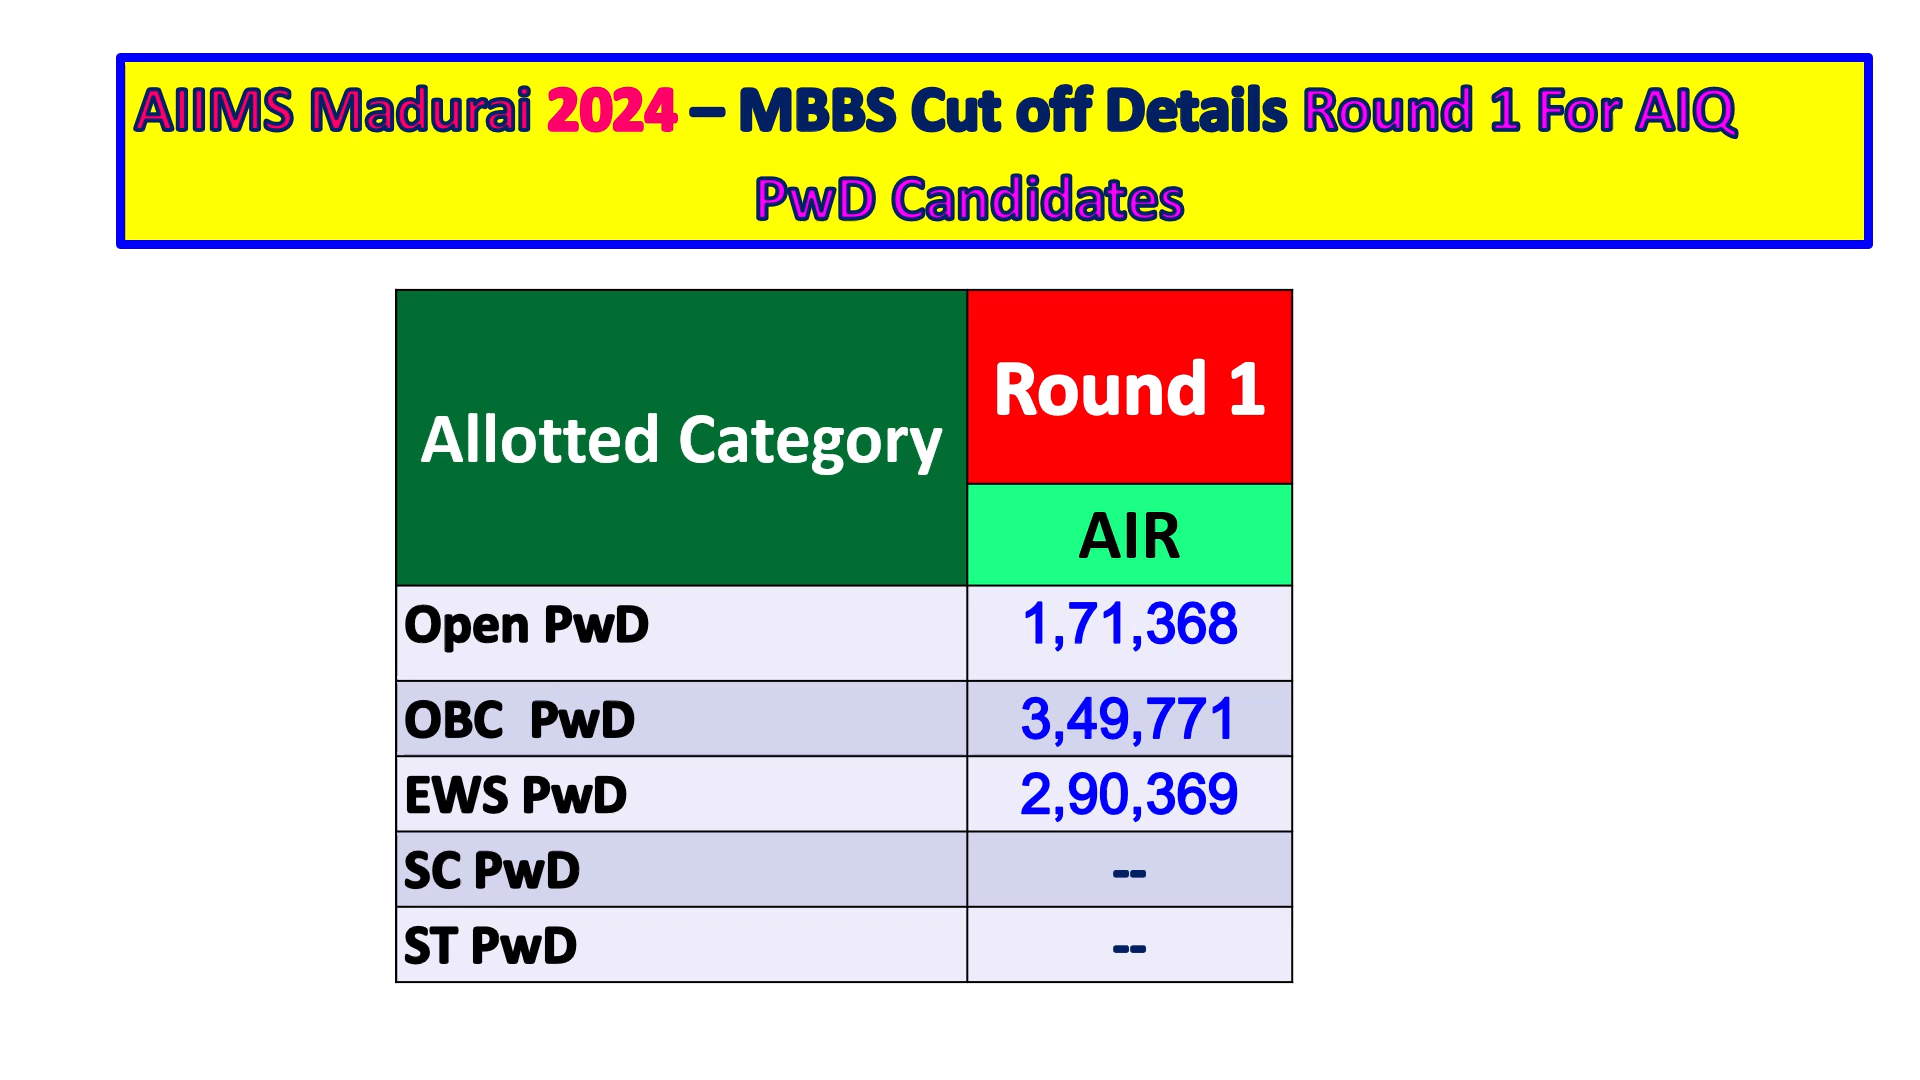 AIIMS Madurai 2024 – MBBS Cut off Details Round 1 For AIQ
PwD Candidates
Allotted Category
Round 1
AIR
Open PwD 1,71,368
OBC PwD 3,49,771
EWS PwD 2,90,369
SC PwD --
ST PwD --